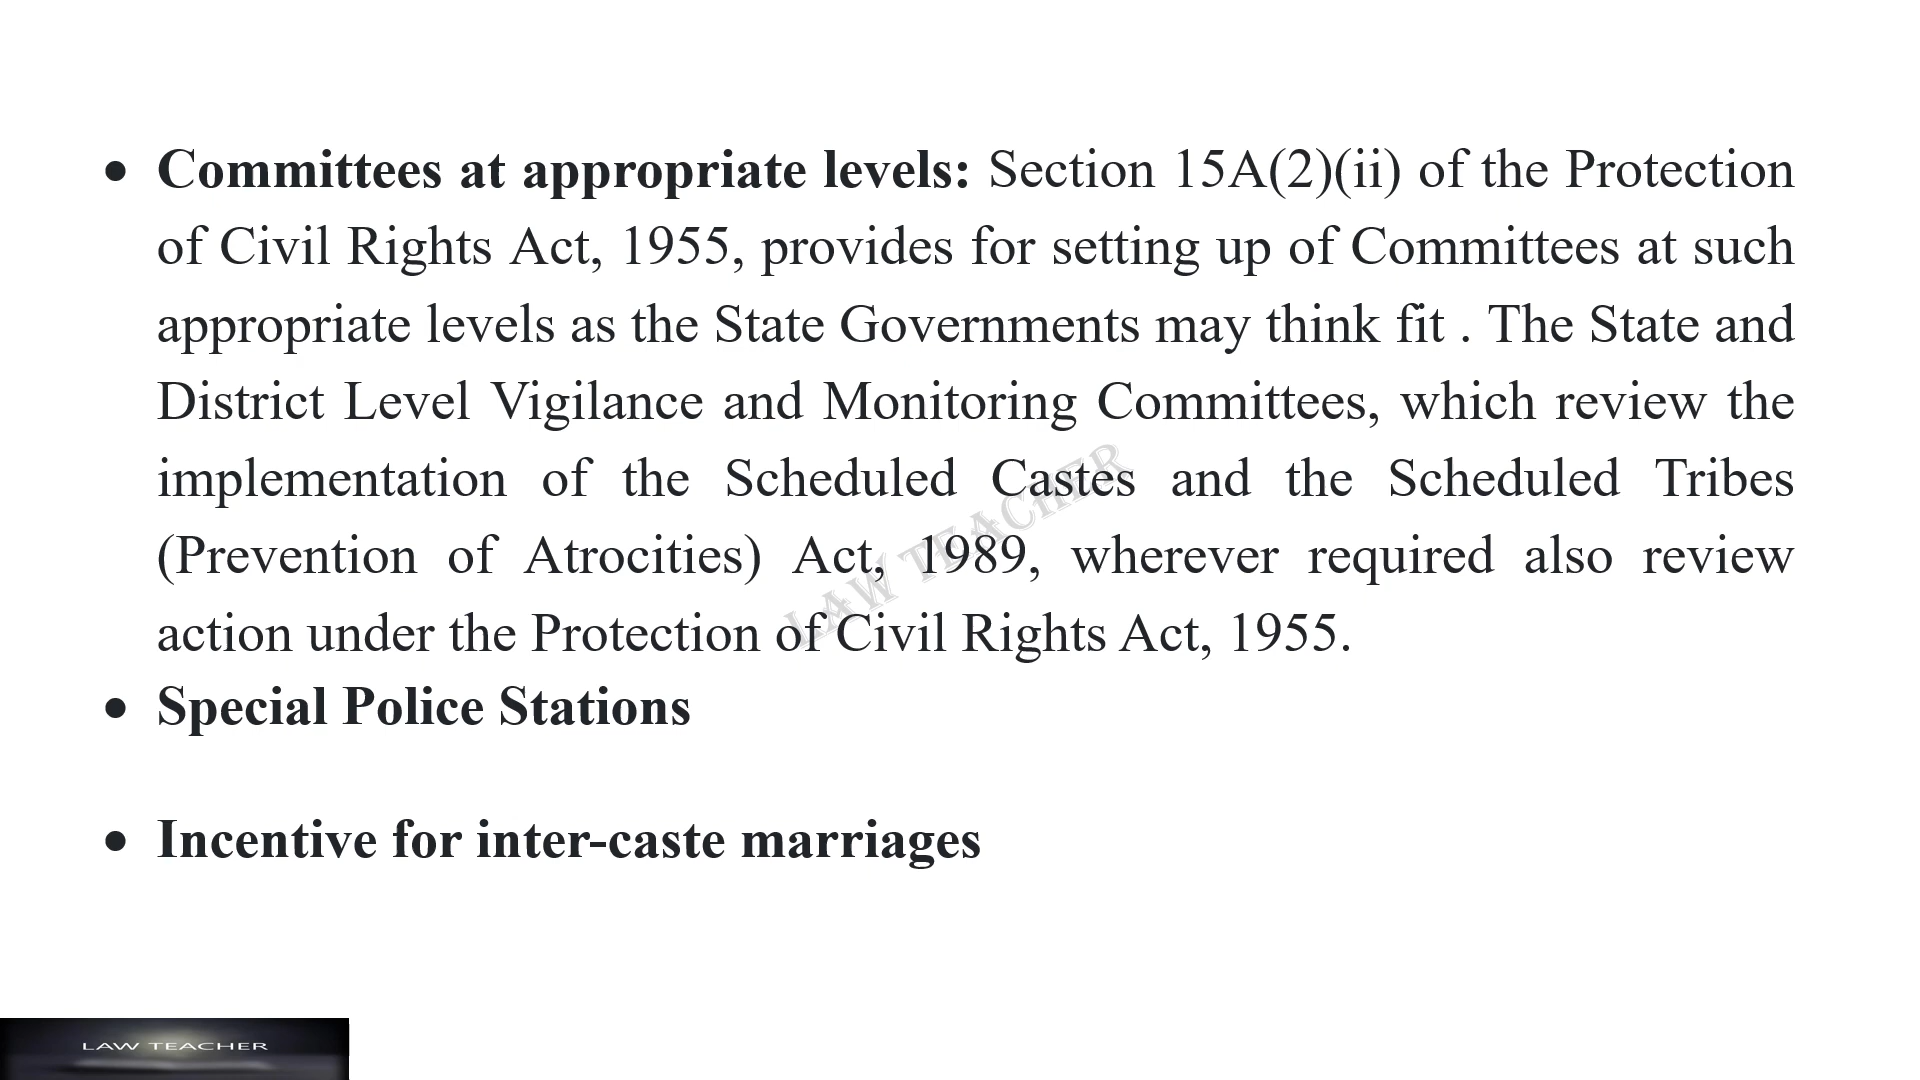 • Committees at appropriate levels: Section 15A(2)(ii) of the Protection
of Civil Rights Act, 1955, provides for setting up of Committees at such
appropriate levels as the State Governments may think fit . The State and
District Level Vigilance and Monitoring Committees, which review the
implementation of the Scheduled Castes and the Scheduled Tribes
(Prevention of Atrocities) Act, 1989, wherever required also review
action under the Protection of Civil Rights Act, 1955.
LAW TEACHER
• Special Police Stations
• Incentive for inter-caste marriages
LAW TEACHER